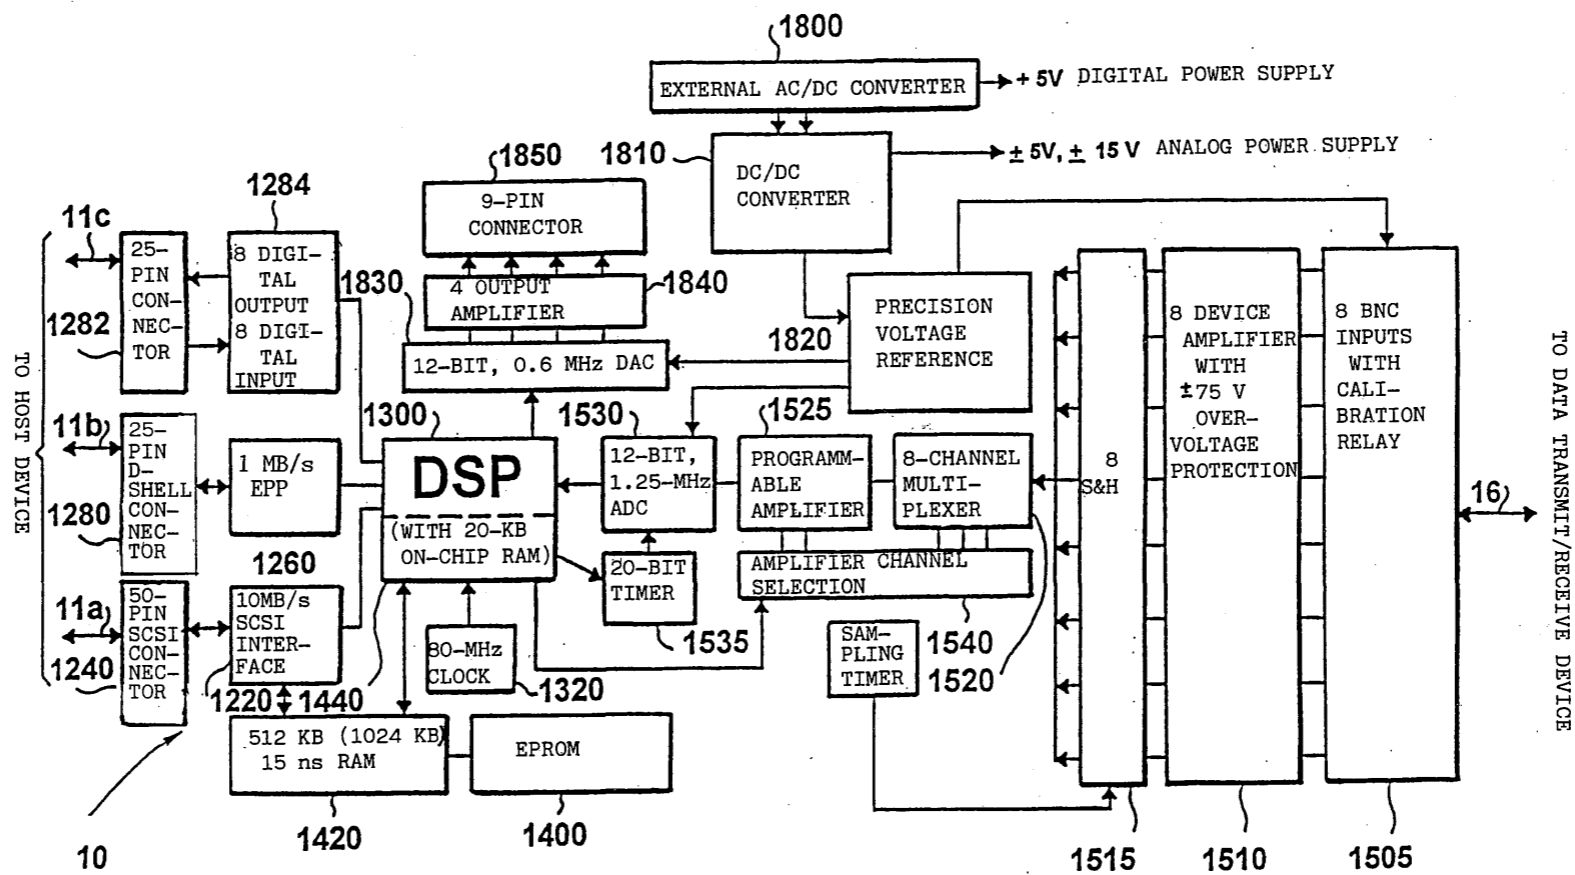 1800
EXTERNAL AC/DC CONVERTER
+ 5V DIGITAL POWER SUPPLY
1810
DC/DC
CONVERTER
± 5V, ± 15 V ANALOG POWER SUPPLY
1850
9-PIN
CONNECTOR
1284
8 DIGI-
TAL
OUTPUT
8 DIGI-
TAL
INPUT
11c
25-
PIN
CON-
NEC-
TOR
1282
TO HOST DEVICE
1830
4 OUTPUT
AMPLIFIER
1840
12-BIT, 0.6 MHz DAC
1820
PRECISION
VOLTAGE
REFERENCE
11b
25-
PIN
D-
SHELL
CON-
NEC-
TOR
1280
1 MB/s
EPP
1300
DSP
(WITH 20-KB
ON-CHIP RAM)
1530
12-BIT,
1.25-MHz
ADC
1525
PROGRAMM-
ABLE
AMPLIFIER
8-CHANNEL
MULTI-
PLEXER
8
S&H
8 DEVICE
AMPLIFIER
WITH
±75 V
OVER-
VOLTAGE
PROTECTION
8 BNC
INPUTS
WITH
CALI-
BRATION
RELAY
16
TO DATA TRANSMIT/RECEIVE DEVICE
1260
11a
50-
PIN
SCSI
CON-
NEC-
TOR
1240
10MB/s
SCSI
INTER-
FACE
1220
1440
80-MHz
CLOCK
1320
20-BIT
TIMER
1535
AMPLIFIER CHANNEL
SELECTION
1540
1520
SAM-
PLING
TIMER
512 KB (1024 KB)
15 ns RAM
EPROM
10
1420
1400
1515
1510
1505